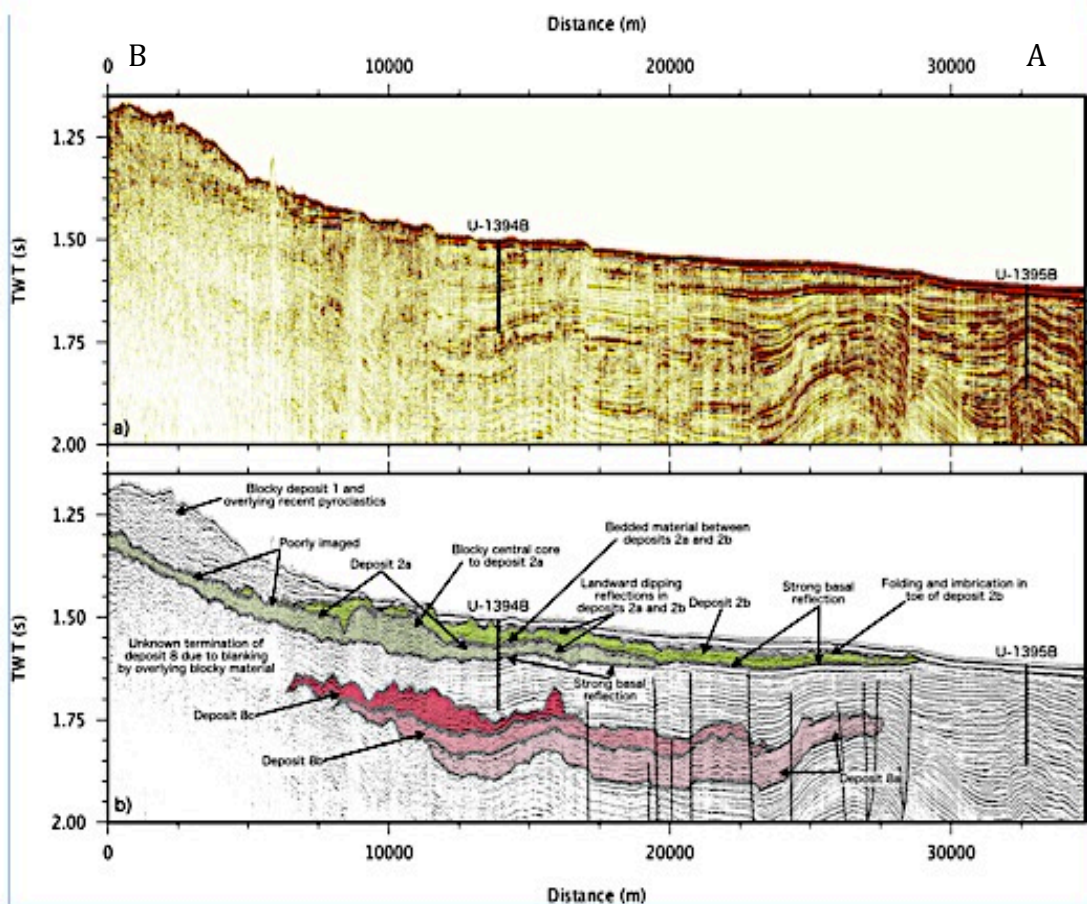 Distance (m)
B A
0 10000 20000 30000
1.25
1.50
1.75
2.00
TWT (s)
U-1394B
U-1395B
a)
1.25
1.50
1.75
2.00
TWT (s)
Blocky deposit 1 and
overlying recent pyroclastics
Poorly imaged
Deposit 2a
Blocky central core
to deposit 2a
Bedded material between
deposits 2a and 2b
Landward dipping
reflections in
deposits 2a and 2b
Deposit 2b
Strong basal
reflection
Folding and imbrication in
toe of deposit 2b
U-1394B
U-1395B
Unknown termination of
deposit 8 due to blanking
by overlying blocky material
Strong basal
reflection
Deposit 8c
Deposit 8b
Deposit 8a
b)
0 10000 20000 30000
Distance (m)